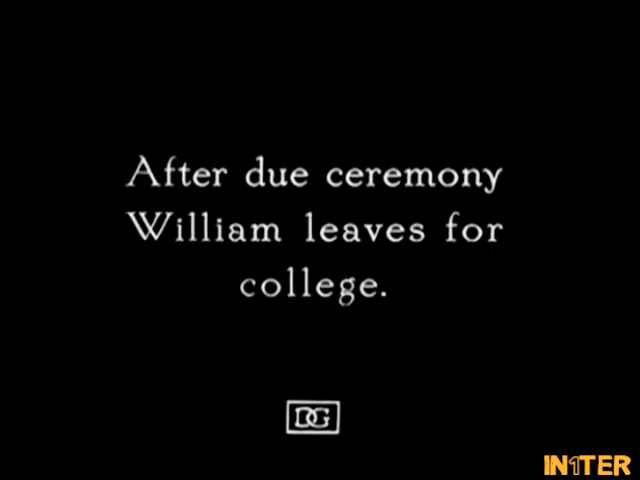 After due ceremony
William leaves for
college.
DG
IN1TER